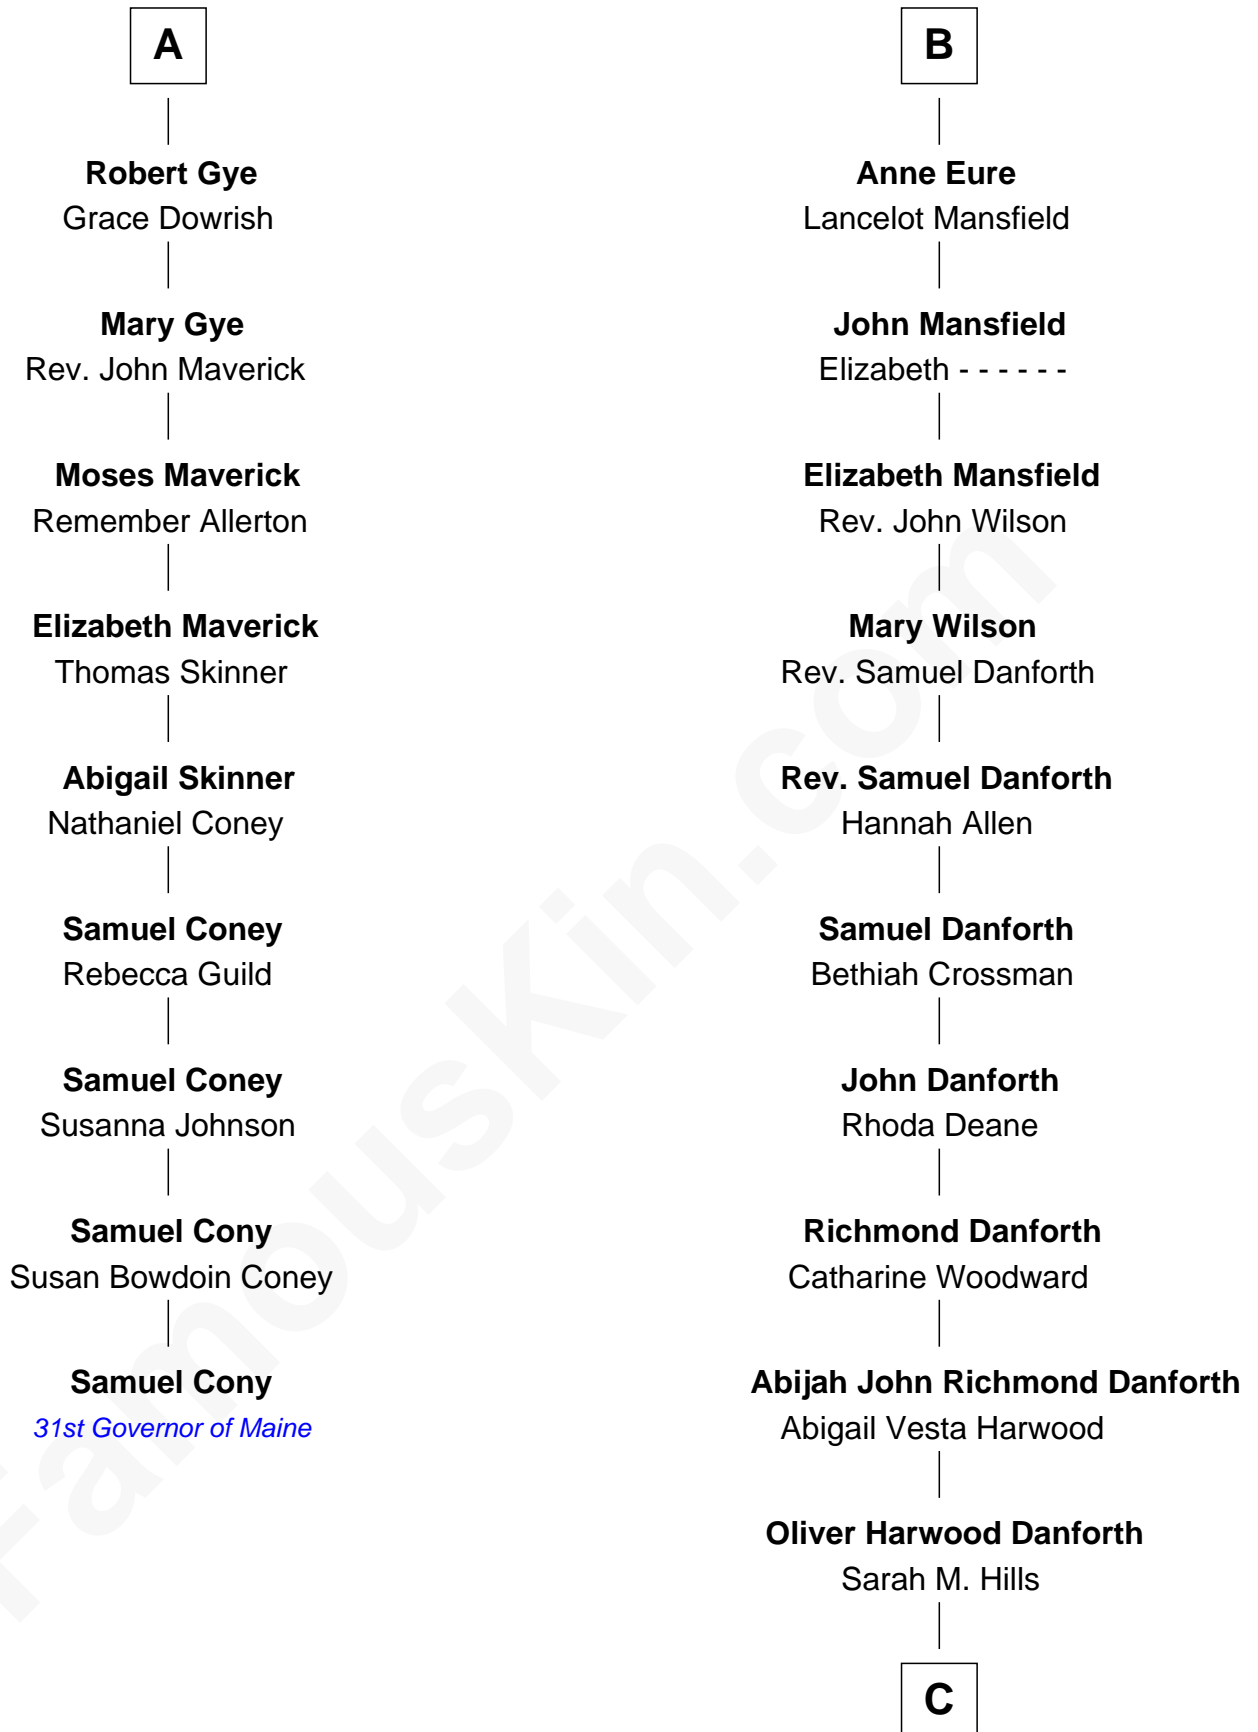 A
Robert Gye
Grace Dowrish
Mary Gye
Rev. John Maverick
Moses Maverick
Remember Allerton
Elizabeth Maverick
Thomas Skinner
Abigail Skinner
Nathaniel Coney
Samuel Coney
Rebecca Guild
Samuel Coney
Susanna Johnson
Samuel Cony
Susan Bowdoin Coney
Samuel Cony
31st Governor of Maine
B
Anne Eure
Lancelot Mansfield
John Mansfield
Elizabeth - - - - - -
Elizabeth Mansfield
Rev. John Wilson
Mary Wilson
Rev. Samuel Danforth
Rev. Samuel Danforth
Hannah Allen
Samuel Danforth
Bethiah Crossman
John Danforth
Rhoda Deane
Richmond Danforth
Catharine Woodward
Abijah John Richmond Danforth
Abigail Vesta Harwood
Oliver Harwood Danforth
Sarah M. Hills
C
FamousKin.com